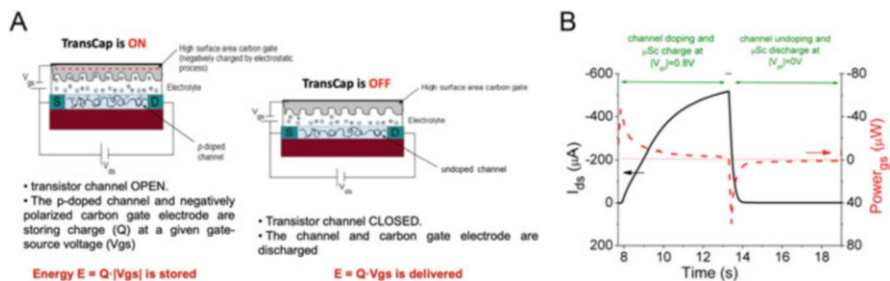 A
TransCap is ON
High surface area carbon gate
(negatively charged by electrostatic
process)
Vgs
Electrolyte
S
D
p-doped
channel
Vds
• transistor channel OPEN.
• The p-doped channel and negatively
polarized carbon gate electrode are
storing charge (Q) at a given gate-
source voltage (Vgs)
Energy E = Q·|Vgs| is stored
TransCap is OFF
High surface area carbon gate
Vgs
Electrolyte
S
D
undoped channel
Vds
• Transistor channel CLOSED.
• The channel and carbon gate electrode are
discharged
E = Q·Vgs is delivered
B
channel doping and
μSc charge at
|Vgs|=0.8V
channel undoping and
μSc discharge at
|Vgs|=0V
-600
-400
-200
0
200
Ids (μA)
-80
-40
0
40
80
Powergs (μW)
8
10
12
14
16
18
Time (s)